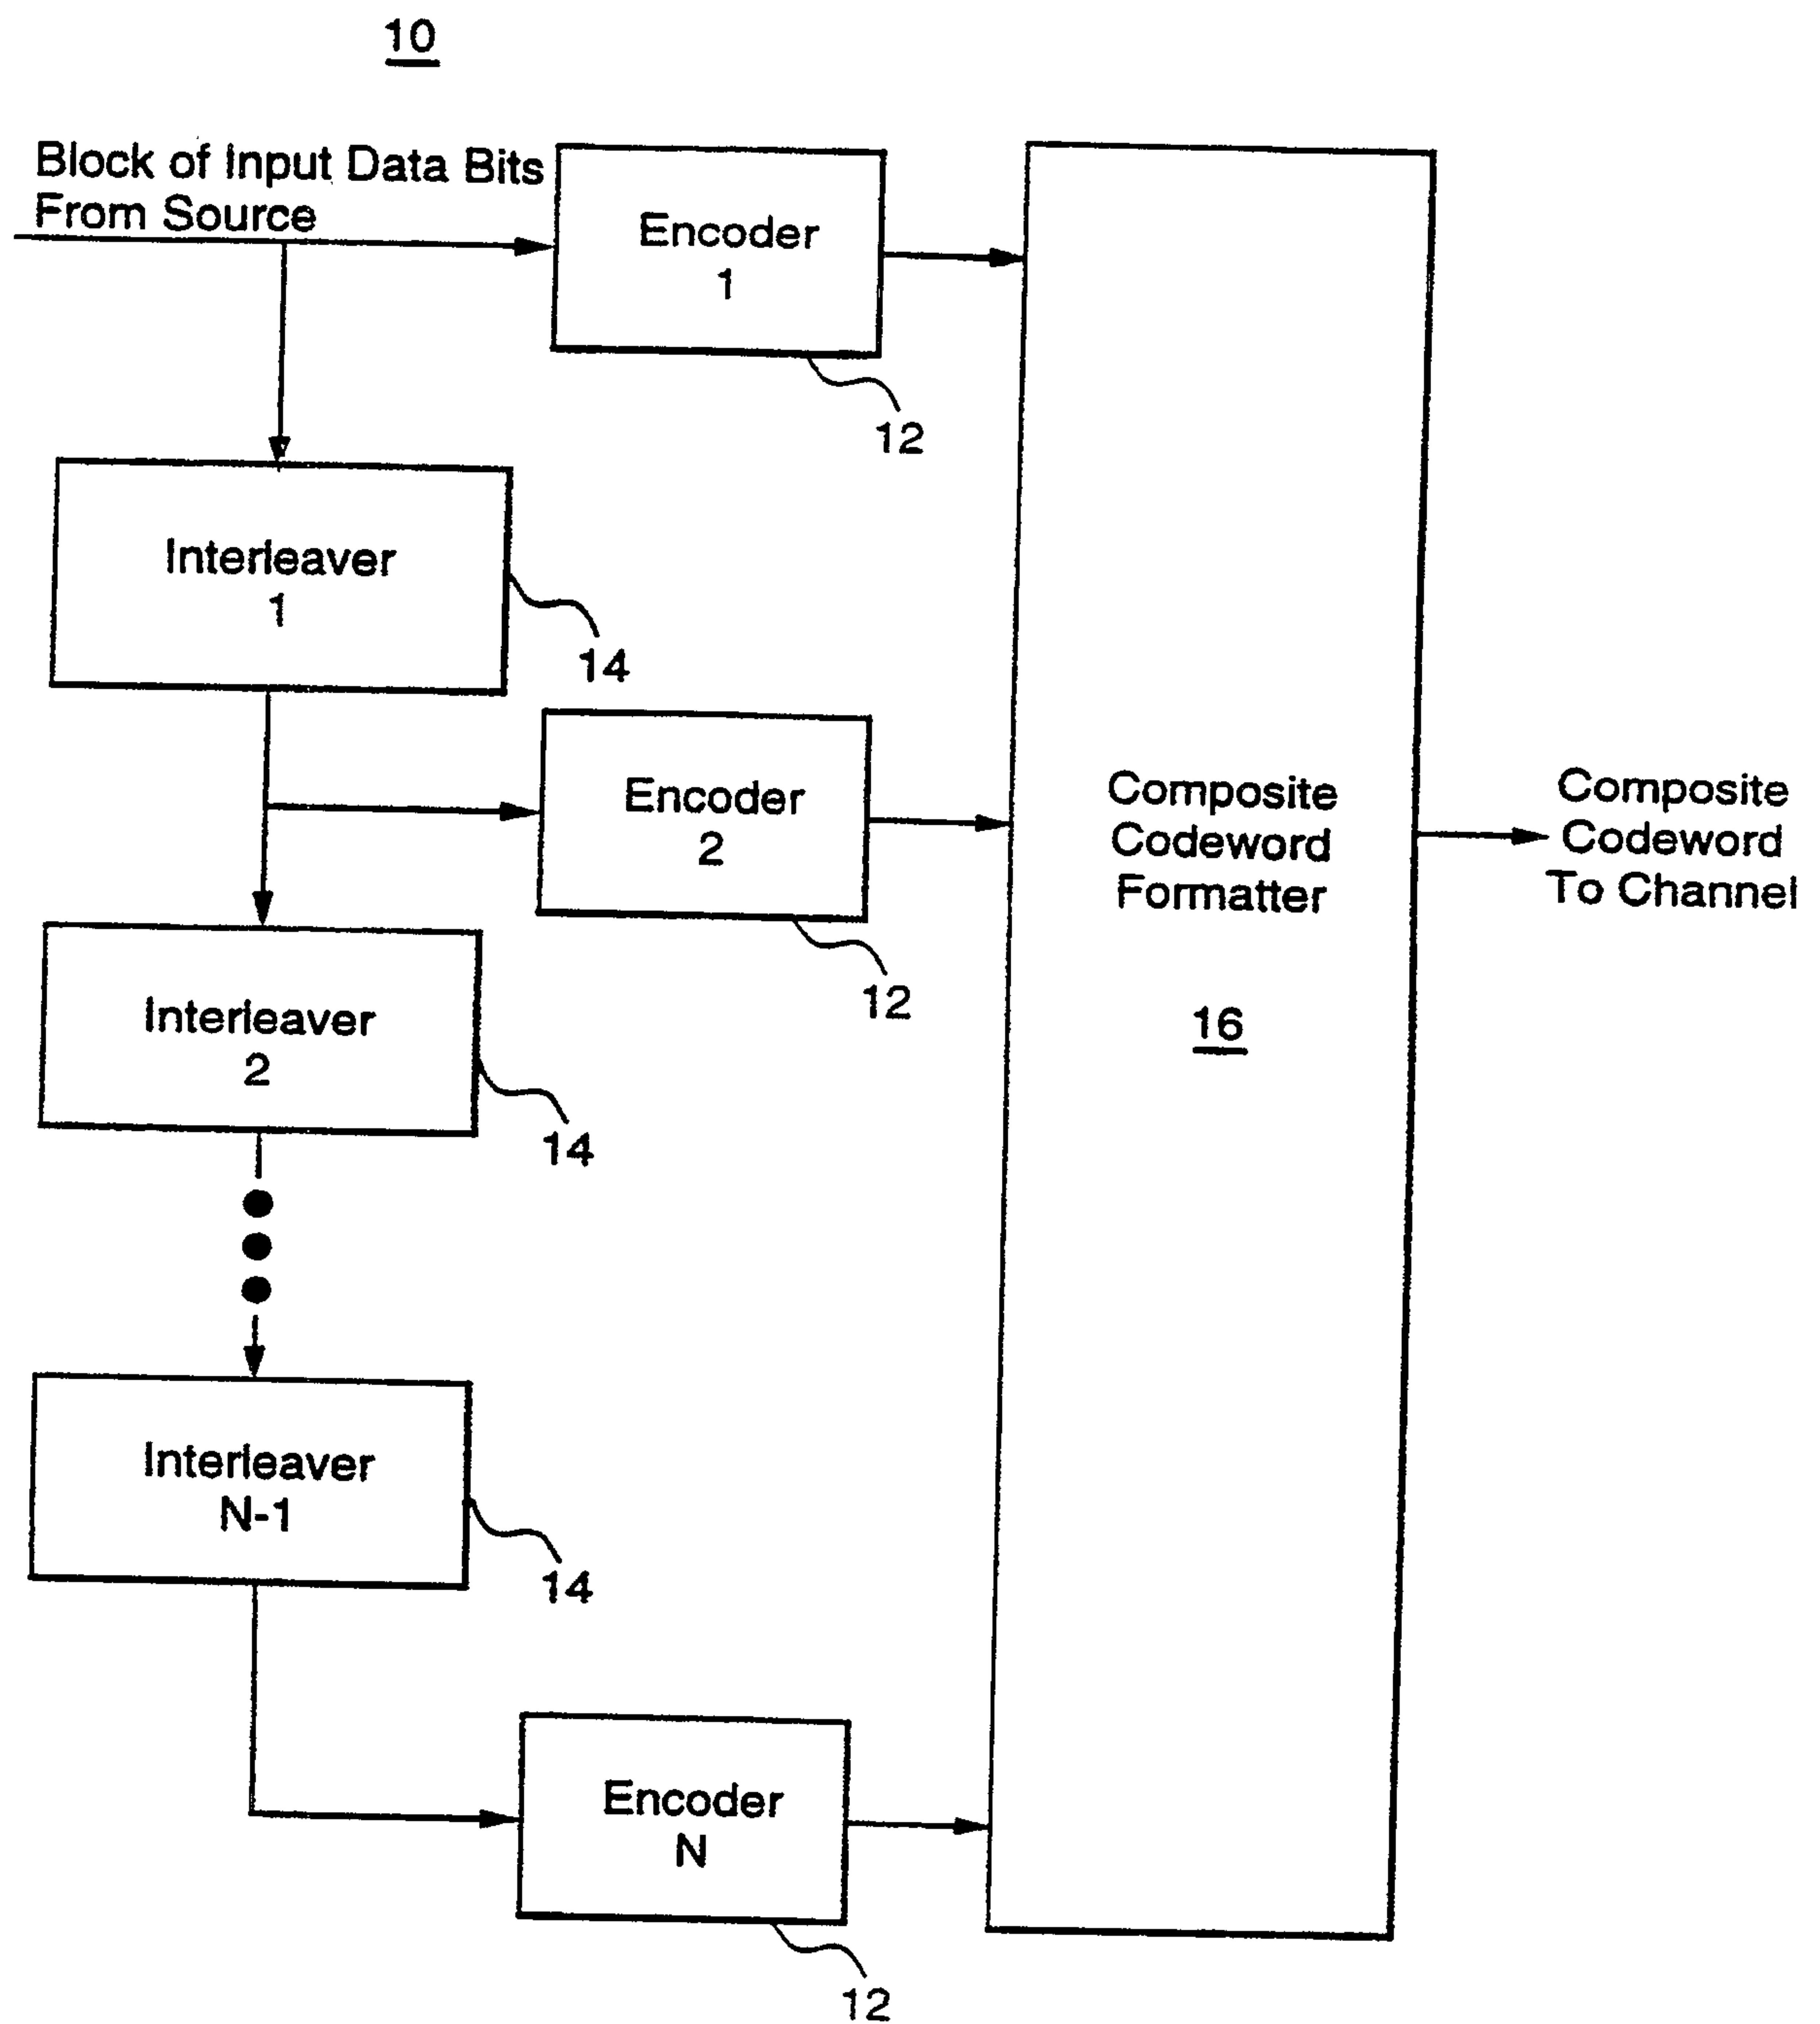 10
Block of Input Data Bits
From Source
Encoder
1
12
Interleaver
1
14
Encoder
2
12
Composite
Codeword
Formatter
16
Composite
Codeword
To Channel
Interleaver
2
14
Interleaver
N-1
14
Encoder
N
12